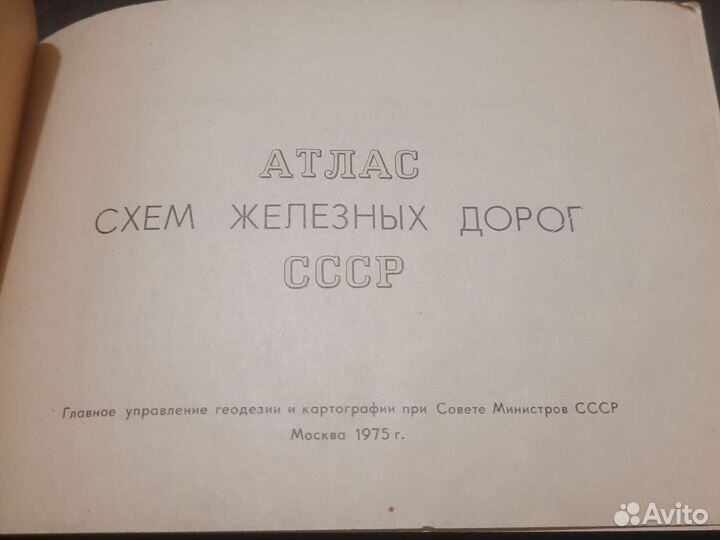 АТЛАС
СХЕМ ЖЕЛЕЗНЫХ ДОРОГ
СССР
Главное управление геодезии и картографии при Совете Министров СССР
Москва 1975 г.
Avito